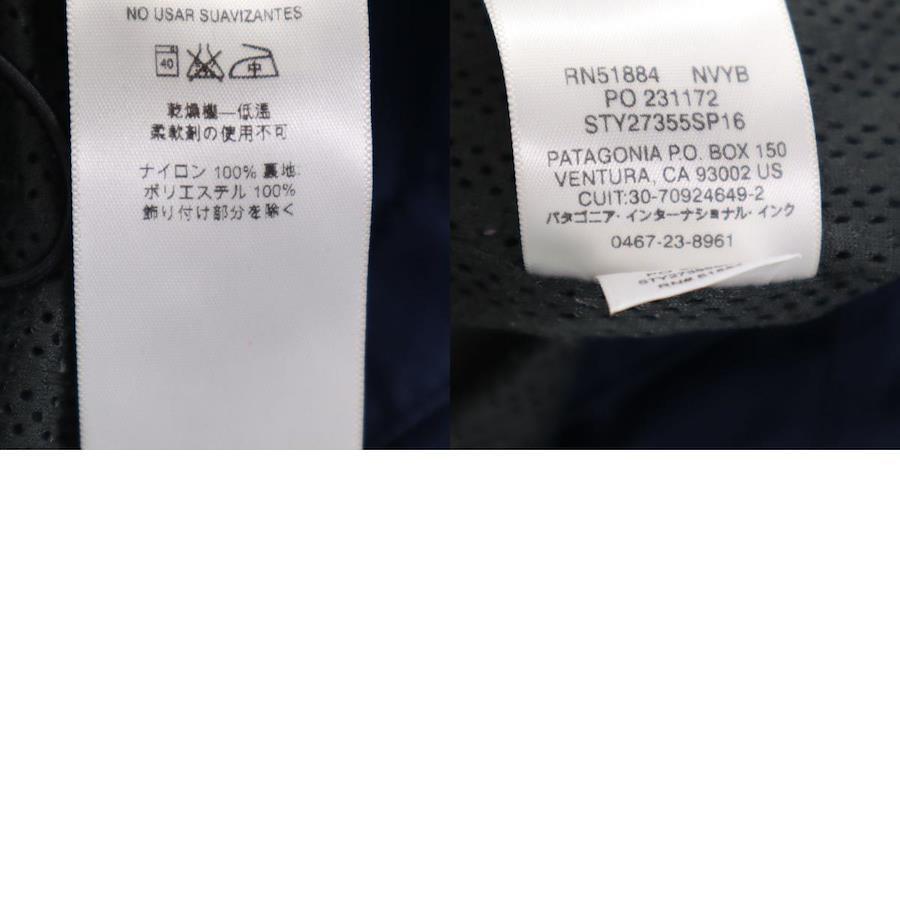 NO USAR SUAVIZANTES
40 中
乾燥機—低温
柔軟剤の使用不可
ナイロン 100% 裏地:
ポリエステル 100%
飾り付け部分を除く
RN51884 NVYB
PO 231172
STY27355SP16
PATAGONIA P.O. BOX 150
VENTURA, CA 93002 US
CUIT:30-70924649-2
パタゴニア・インターナショナル・インク
0467-23-8961